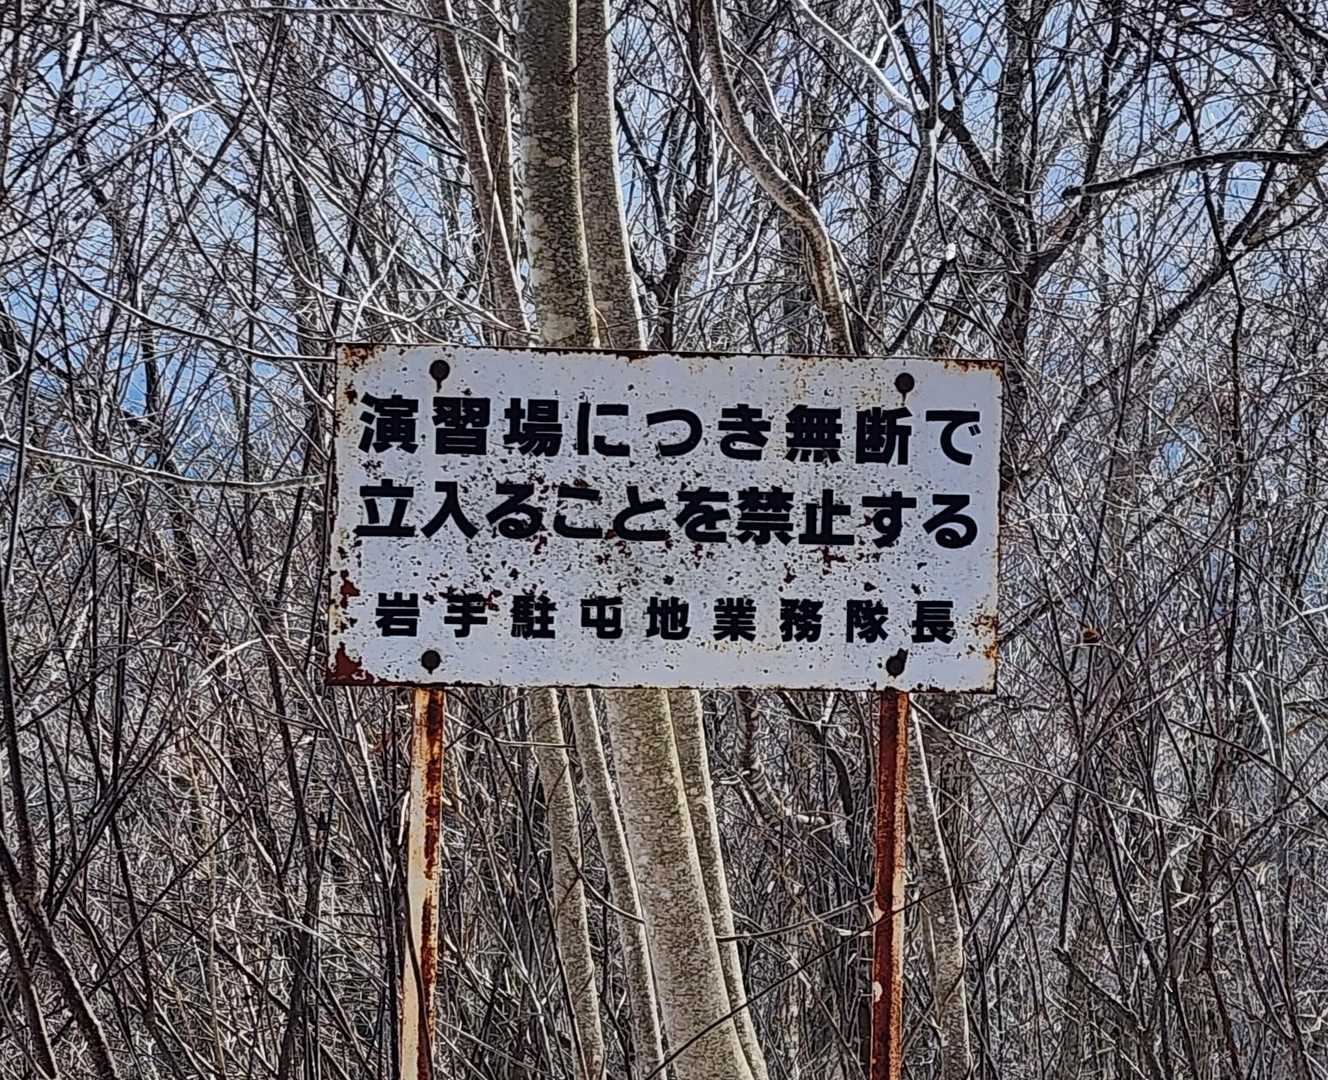 演習場につき無断で
立入ることを禁止する
岩手駐屯地業務隊長